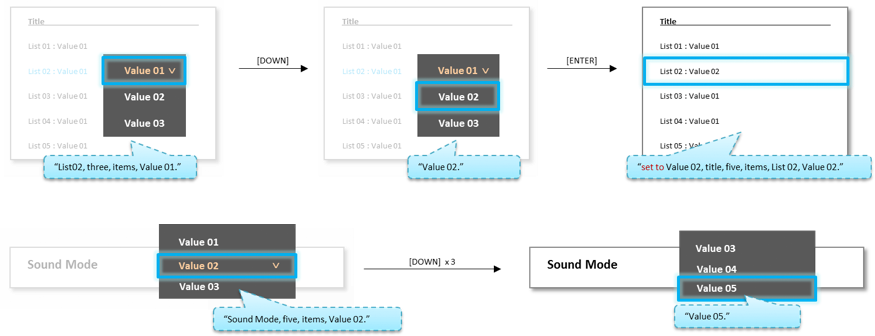 Title
List 01 : Value 01
List 02 : Value 01
List 03 : Value 01
List 04 : Value 01
List 05 : Value 01
Value 01
Value 02
Value 03
"List02, three, items, Value 01."
[DOWN]
Title
List 01 : Value 01
List 02 : Value 01
List 03 : Value 01
List 04 : Value 01
List 05 : Value 01
Value 01
Value 02
Value 03
"Value 02."
[ENTER]
Title
List 01 : Value 01
List 02 : Value 02
List 03 : Value 01
List 04 : Value 01
List 05 : Value 01
"set to Value 02, title, five, items, List 02, Value 02."
Sound Mode
Value 01
Value 02
Value 03
"Sound Mode, five, items, Value 02."
[DOWN] x 3
Sound Mode
Value 03
Value 04
Value 05
"Value 05."